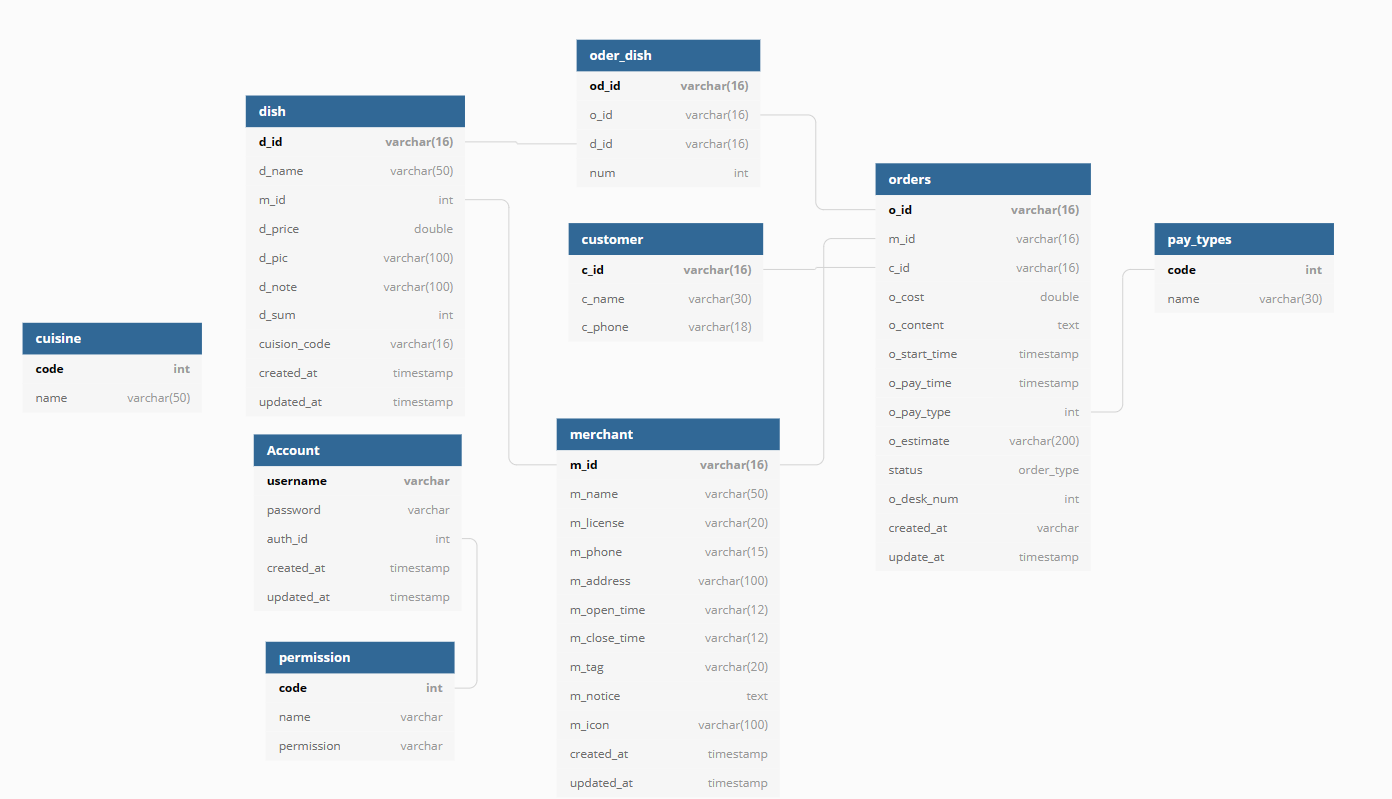 oder_dish
od_id varchar(16)
o_id varchar(16)
d_id varchar(16)
num int
dish
d_id varchar(16)
d_name varchar(50)
m_id int
d_price double
d_pic varchar(100)
d_note varchar(100)
d_sum int
cuision_code varchar(16)
created_at timestamp
updated_at timestamp
orders
o_id varchar(16)
m_id varchar(16)
c_id varchar(16)
o_cost double
o_content text
o_start_time timestamp
o_pay_time timestamp
o_pay_type int
o_estimate varchar(200)
status order_type
o_desk_num int
created_at varchar
update_at timestamp
customer
c_id varchar(16)
c_name varchar(30)
c_phone varchar(18)
pay_types
code int
name varchar(30)
cuisine
code int
name varchar(50)
merchant
m_id varchar(16)
m_name varchar(50)
m_license varchar(20)
m_phone varchar(15)
m_address varchar(100)
m_open_time varchar(12)
m_close_time varchar(12)
m_tag varchar(20)
m_notice text
m_icon varchar(100)
created_at timestamp
updated_at timestamp
Account
username varchar
password varchar
auth_id int
created_at timestamp
updated_at timestamp
permission
code int
name varchar
permission varchar